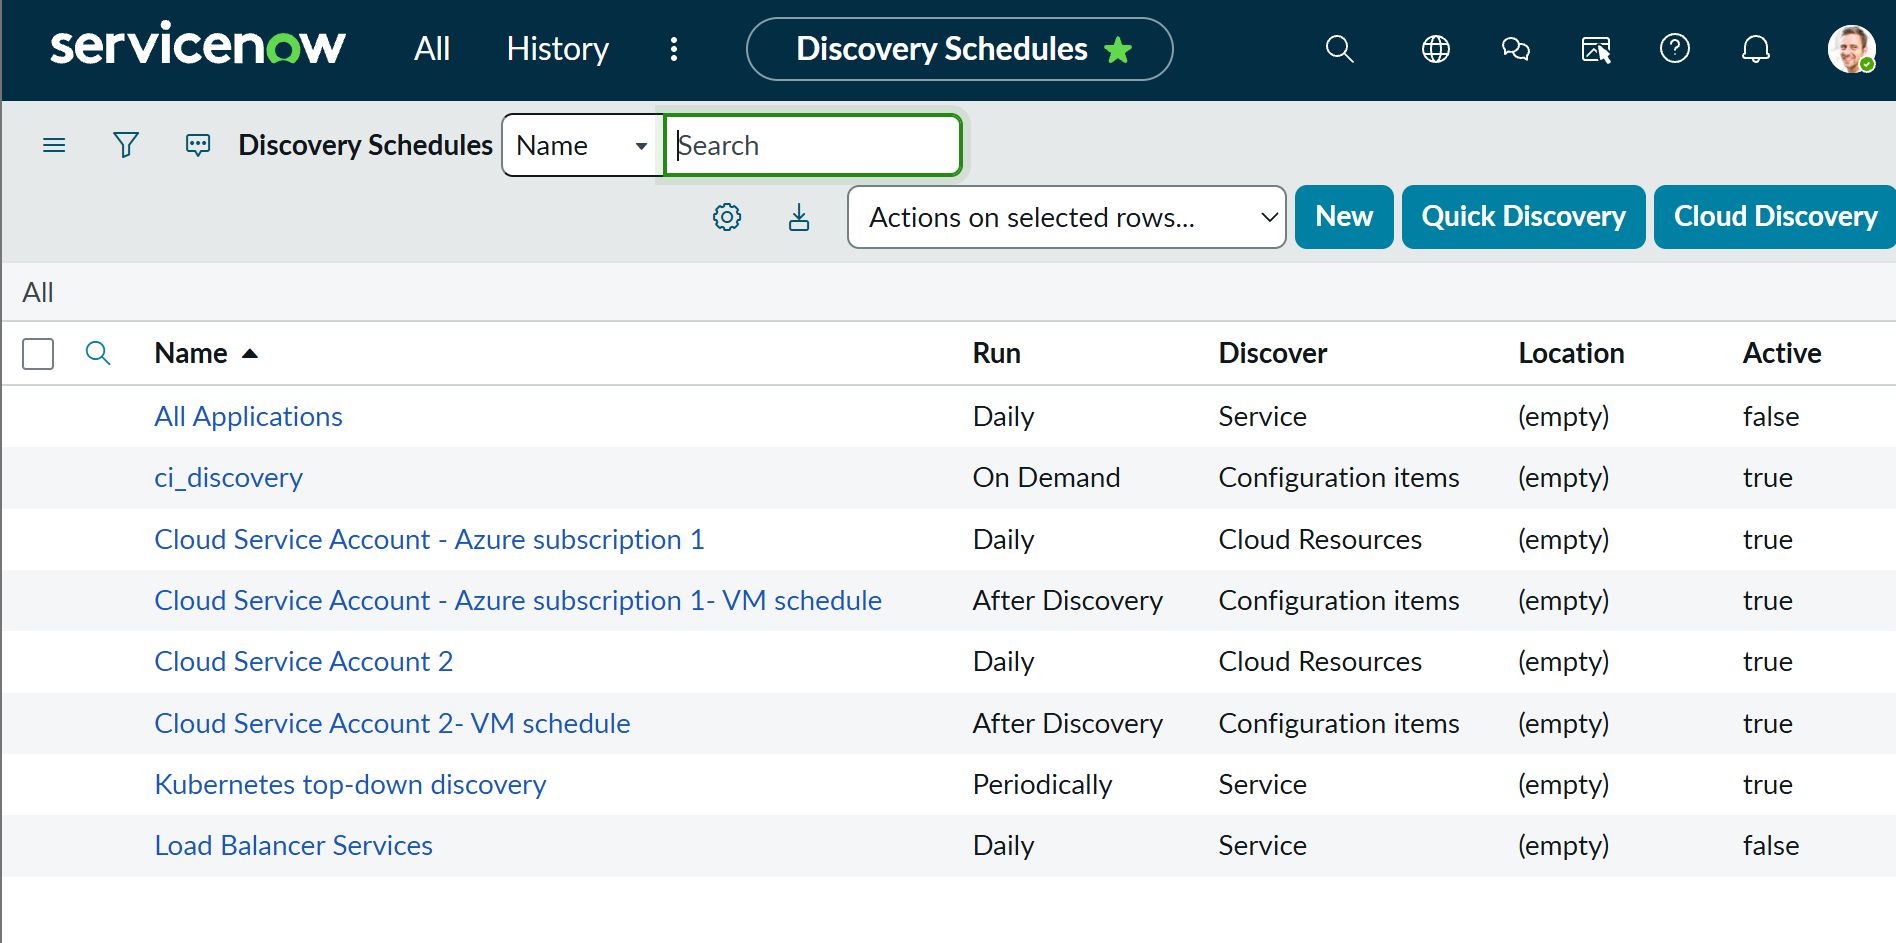 servicenow All History Discovery Schedules
Discovery Schedules Name Search
Actions on selected rows... New Quick Discovery Cloud Discovery
All
Name Run Discover Location Active
All Applications Daily Service (empty) false
ci_discovery On Demand Configuration items (empty) true
Cloud Service Account - Azure subscription 1 Daily Cloud Resources (empty) true
Cloud Service Account - Azure subscription 1- VM schedule After Discovery Configuration items (empty) true
Cloud Service Account 2 Daily Cloud Resources (empty) true
Cloud Service Account 2- VM schedule After Discovery Configuration items (empty) true
Kubernetes top-down discovery Periodically Service (empty) true
Load Balancer Services Daily Service (empty) false